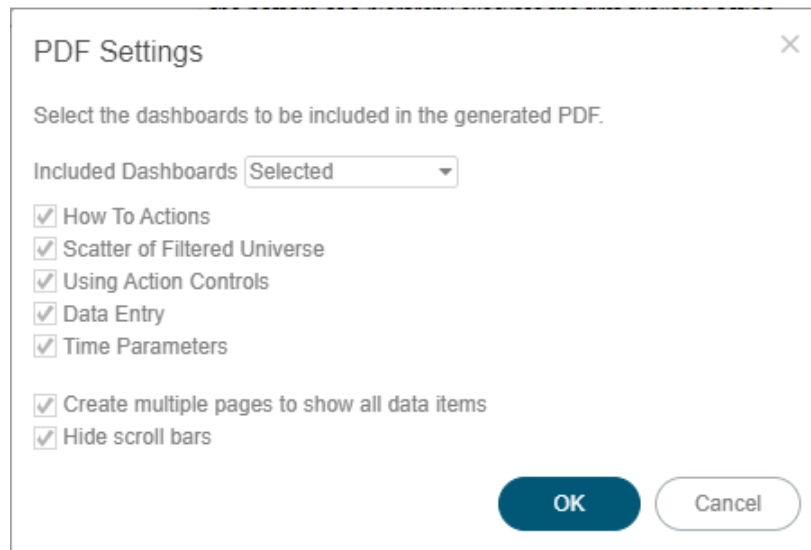 PDF Settings
Select the dashboards to be included in the generated PDF.
Included Dashboards Selected
How To Actions
Scatter of Filtered Universe
Using Action Controls
Data Entry
Time Parameters
Create multiple pages to show all data items
Hide scroll bars
OK Cancel